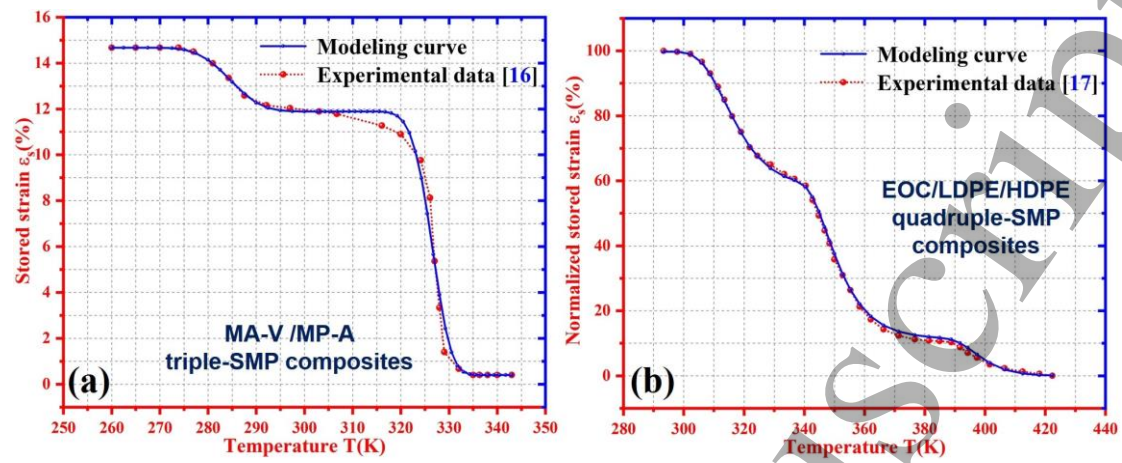 16
14
12
10
8
6
4
2
0
Stored strain εs(%)
Modeling curve
Experimental data [16]
MA-V /MP-A
triple-SMP composites
(a)
250 260 270 280 290 300 310 320 330 340 350
Temperature T(K)
100
80
60
40
20
0
Normalized stored strain εs(%)
Modeling curve
Experimental data [17]
EOC/LDPE/HDPE
quadruple-SMP
composites
(b)
280 300 320 340 360 380 400 420 440
Temperature T(K)
script